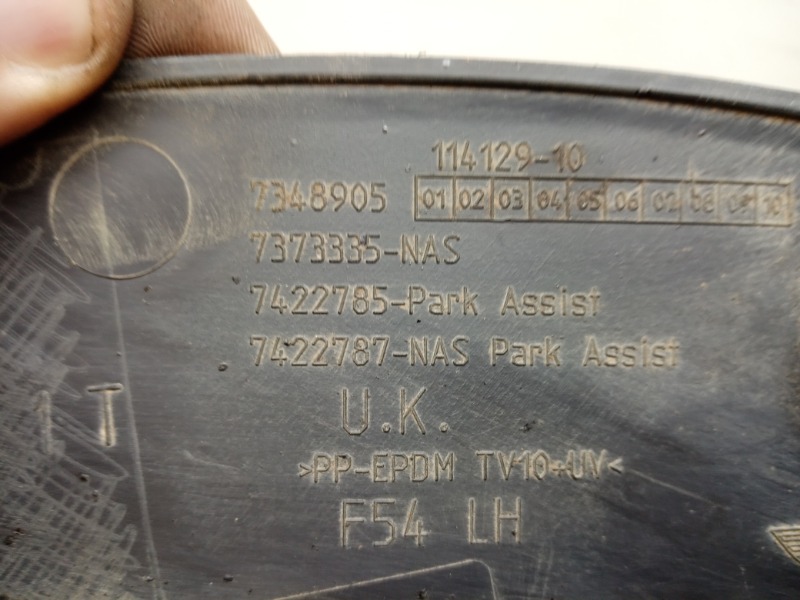 114129-10
7348905 01 02 03 04 05 06 07 08 09 10
7373335-NAS
7422785-Park Assist
7422787-NAS Park Assist
1 T
U.K.
>PP-EPDM TV10+UV<
F54 LH